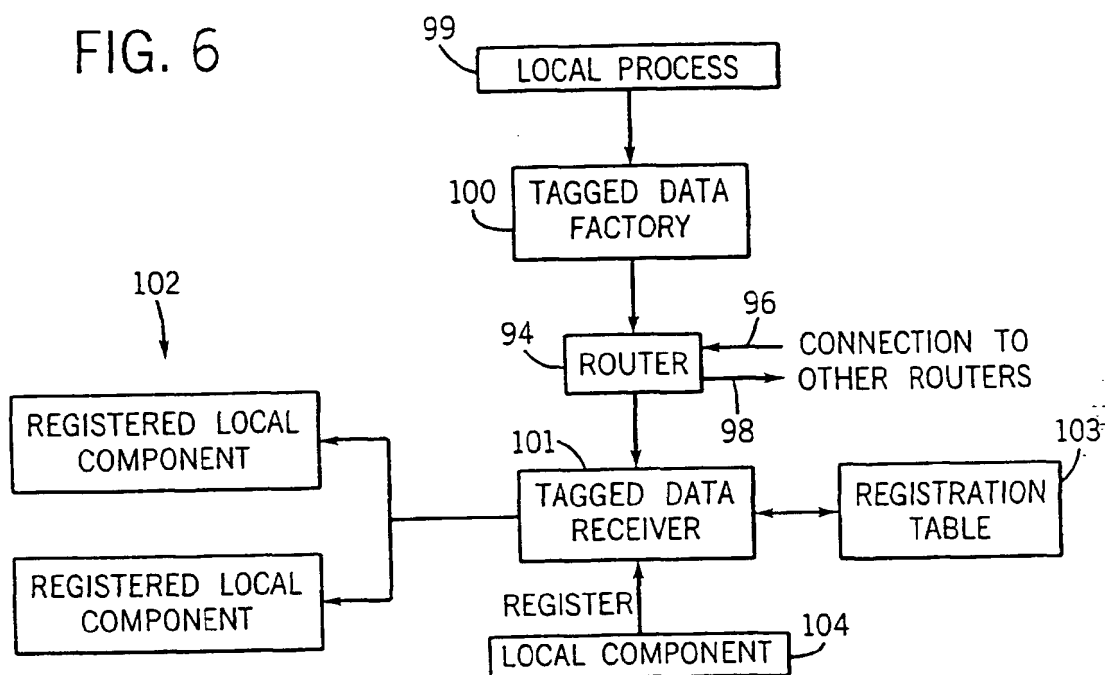 FIG. 6
99
LOCAL PROCESS
100
TAGGED DATA
FACTORY
102
94
ROUTER
96
CONNECTION TO
OTHER ROUTERS
98
REGISTERED LOCAL
COMPONENT
101
TAGGED DATA
RECEIVER
103
REGISTRATION
TABLE
REGISTERED LOCAL
COMPONENT
REGISTER
104
LOCAL COMPONENT